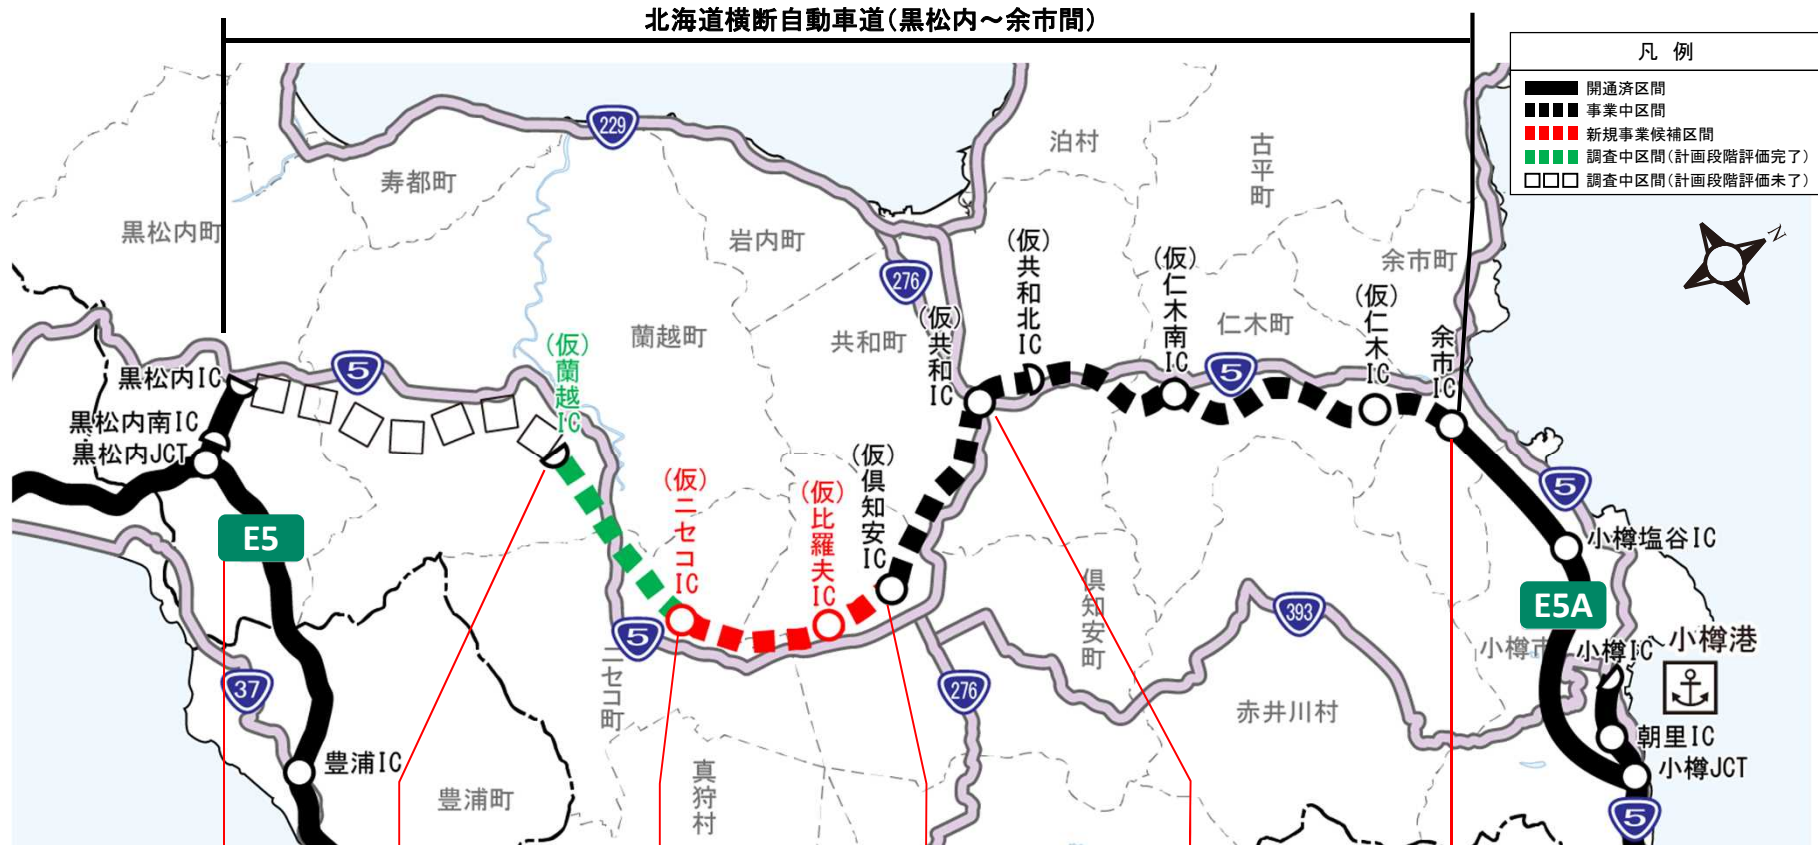 北海道横断自動車道(黒松内～余市間)
凡 例
開通済区間
事業中区間
新規事業候補区間
調査中区間(計画段階評価完了)
調査中区間(計画段階評価未了)
N
229
泊村
古平町
寿都町
黒松内町
岩内町
余市町
276
(仮)共和北IC
(仮)仁木南IC
(仮)仁木IC
仁木町
(仮)共和IC
余市IC
蘭越町
共和町
(仮)蘭越IC
5
5
黒松内IC
黒松内南IC
黒松内JCT
(仮)倶知安IC
(仮)ニセコIC
(仮)比羅夫IC
5
E5
小樽塩谷IC
倶知安町
393
E5A
5
ニセコ町
小樽市
小樽IC
小樽港
37
276
赤井川村
豊浦IC
朝里IC
小樽JCT
豊浦町
真狩村
5